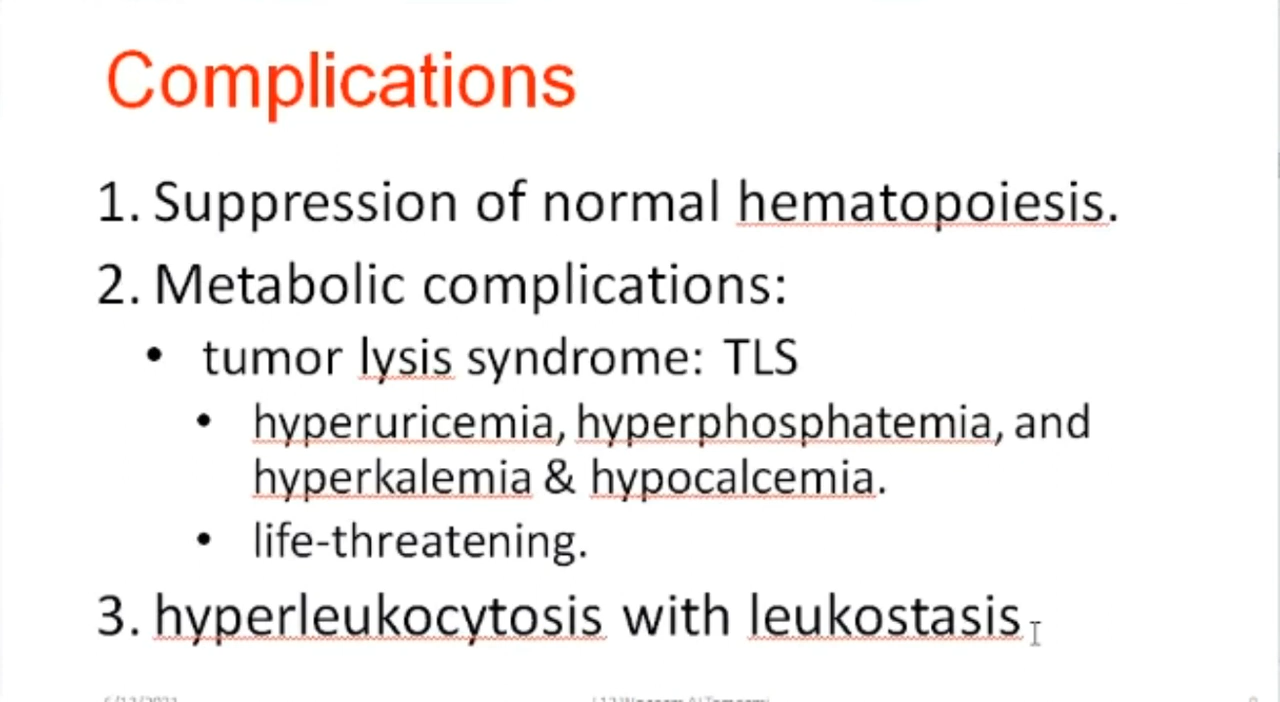 Complications
1. Suppression of normal hematopoiesis.
2. Metabolic complications:
• tumor lysis syndrome: TLS
• hyperuricemia, hyperphosphatemia, and
hyperkalemia & hypocalcemia.
• life-threatening.
3. hyperleukocytosis with leukostasis